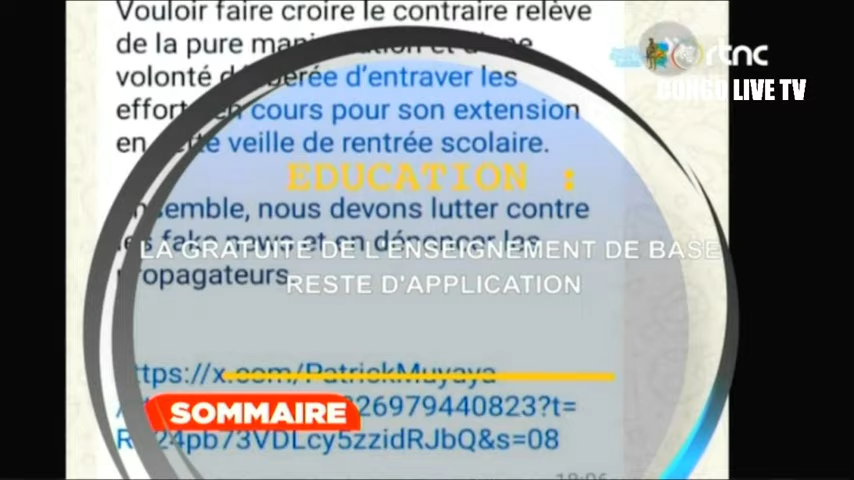 Vouloir faire croire le contraire relève
de la pure manipulation et d'une
volonté délibérée d'entraver les
efforts en cours pour son extension
en cette veille de rentrée scolaire.
rtnc
CONGO LIVE TV
EDUCATION :
Ensemble, nous devons lutter contre
les fake news et en dénoncer les
propagateurs.
LA GRATUITE DE L'ENSEIGNEMENT DE BASE
RESTE D'APPLICATION
https://x.com/PatrickMuyaya
26979440823?t=
24pb73VDLcy5zzidRJbQ&s=08
SOMMAIRE